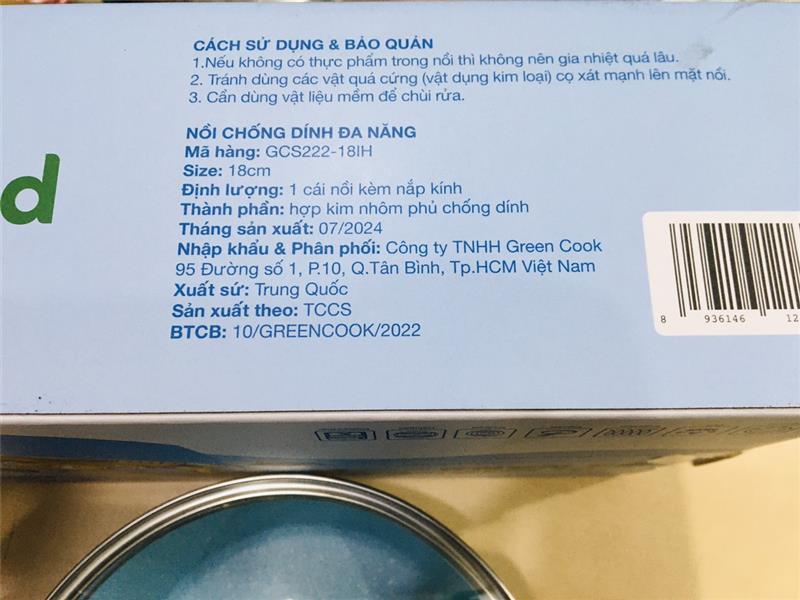 CÁCH SỬ DỤNG & BẢO QUẢN
1.Nếu không có thực phẩm trong nồi thì không nên gia nhiệt quá lâu.
2. Tránh dùng các vật quá cứng (vật dụng kim loại) cọ xát mạnh lên mặt nồi.
3. Cần dùng vật liệu mềm để chùi rửa.
NỒI CHỐNG DÍNH ĐA NĂNG
Mã hàng: GCS222-18IH
Size: 18cm
Định lượng: 1 cái nồi kèm nắp kính
Thành phần: hợp kim nhôm phủ chống dính
Tháng sản xuất: 07/2024
Nhập khẩu & Phân phối: Công ty TNHH Green Cook
95 Đường số 1, P.10, Q.Tân Bình, Tp.HCM Việt Nam
Xuất sứ: Trung Quốc
Sản xuất theo: TCCS
BTCB: 10/GREENCOOK/2022
d
8 936146 12